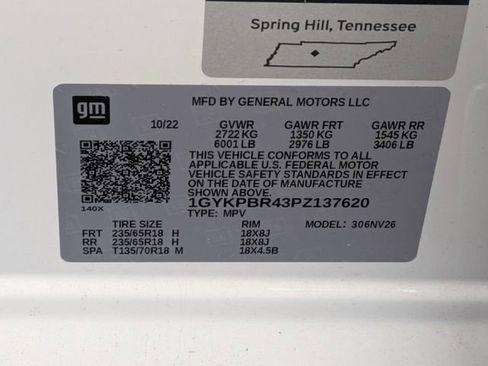 Spring Hill, Tennessee
gm
MFD BY GENERAL MOTORS LLC
10/22 GVWR GAWR FRT GAWR RR
2722 KG 1350 KG 1545 KG
6001 LB 2976 LB 3406 LB
THIS VEHICLE CONFORMS TO ALL
APPLICABLE U.S. FEDERAL MOTOR
VEHICLE SAFETY STANDARDS IN EFFECT
ON THE DATE OF MANUFACTURE
SHOWN ABOVE.
140X
1GYKPBR43PZ137620
TYPE: MPV MODEL: 306NV26
TIRE SIZE RIM
FRT 235/65R18 H 18X8J
RR 235/65R18 H 18X8J
SPA T135/70R18 M 18X4.5B